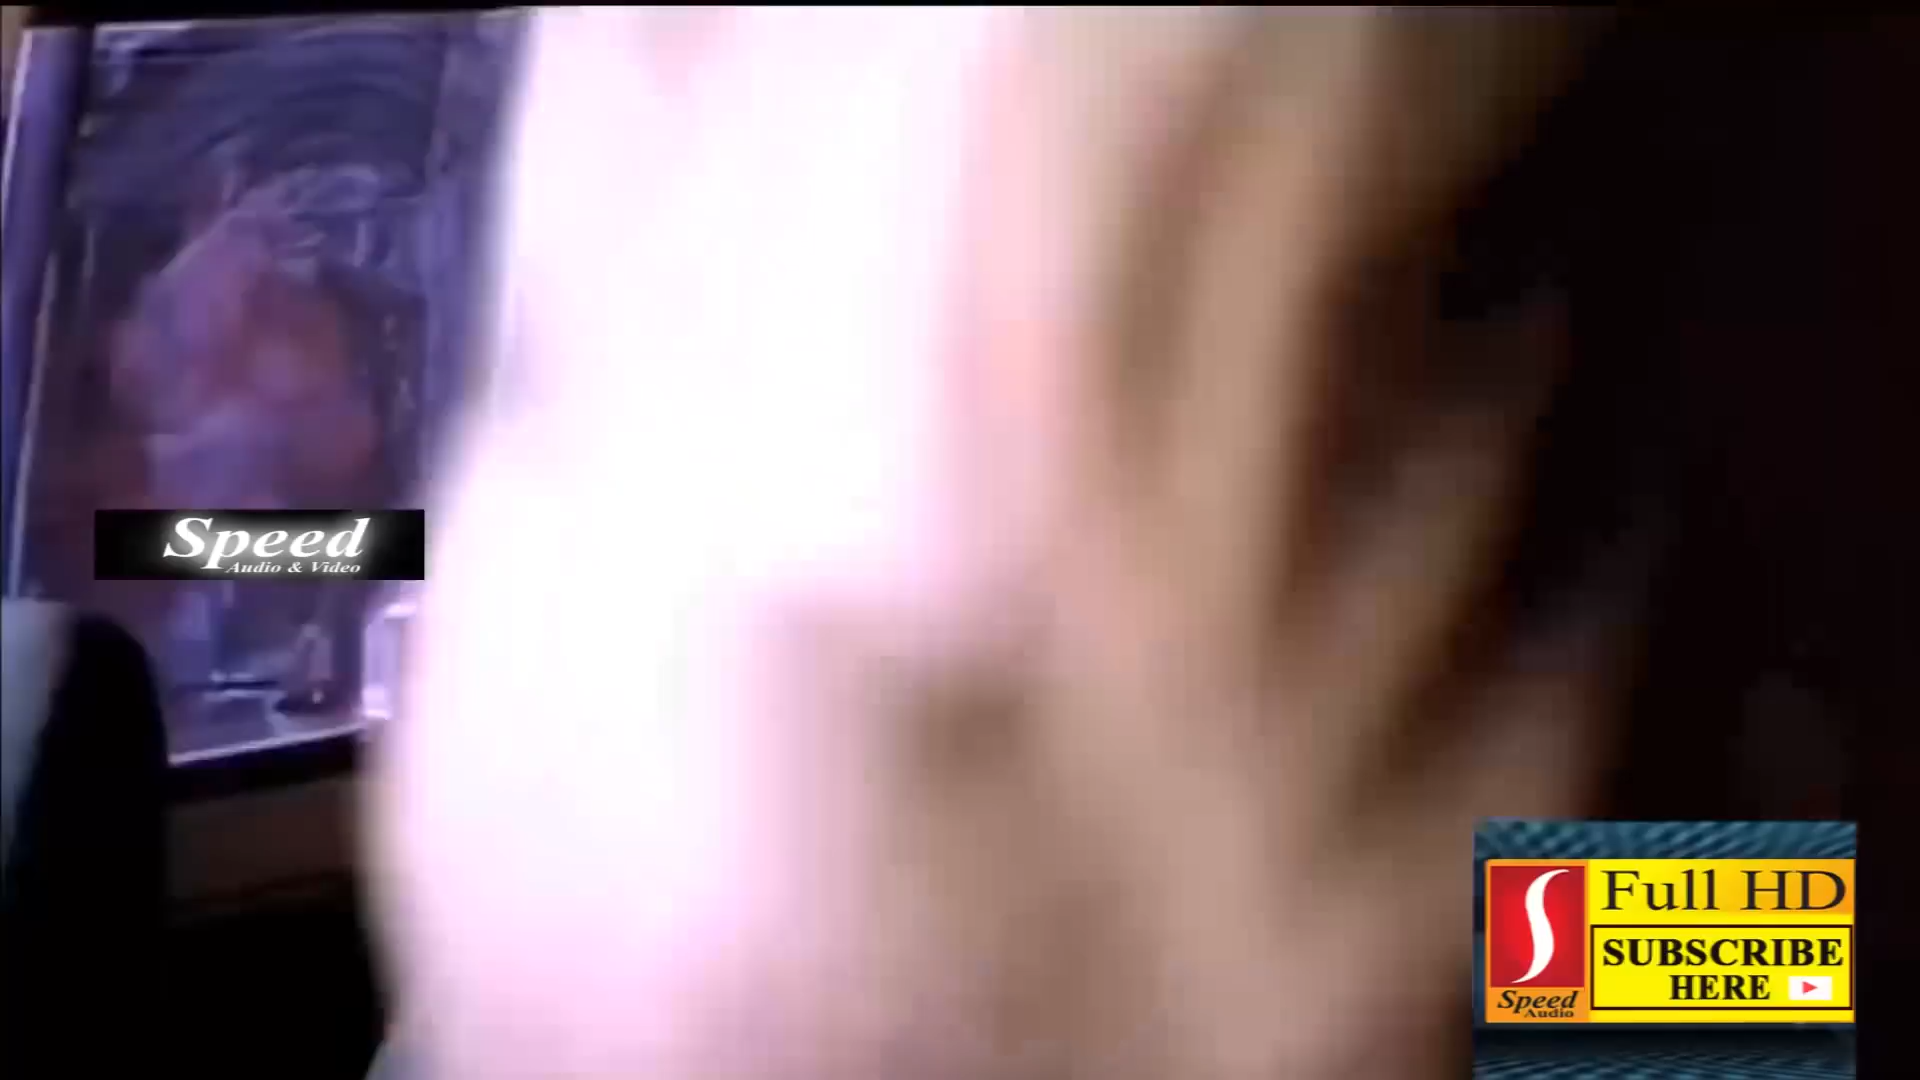 Speed
Audio & Video
Full HD
SUBSCRIBE
HERE
Speed
Audio